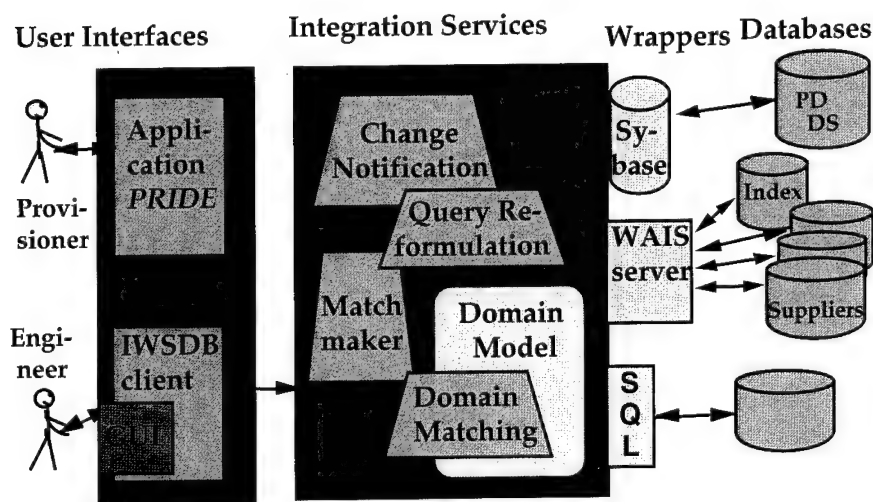 User Interfaces
Integration Services
Wrappers
Databases
Appli-
cation
PRIDE
Provis-
sioner
Engi-
neer
IWSDB
client
GUI
Change
Notification
Query Re-
formulation
Match
maker
Domain
Model
Domain
Matching
Sy-
base
WAIS
server
S
Q
L
PD
DS
Index
Suppliers